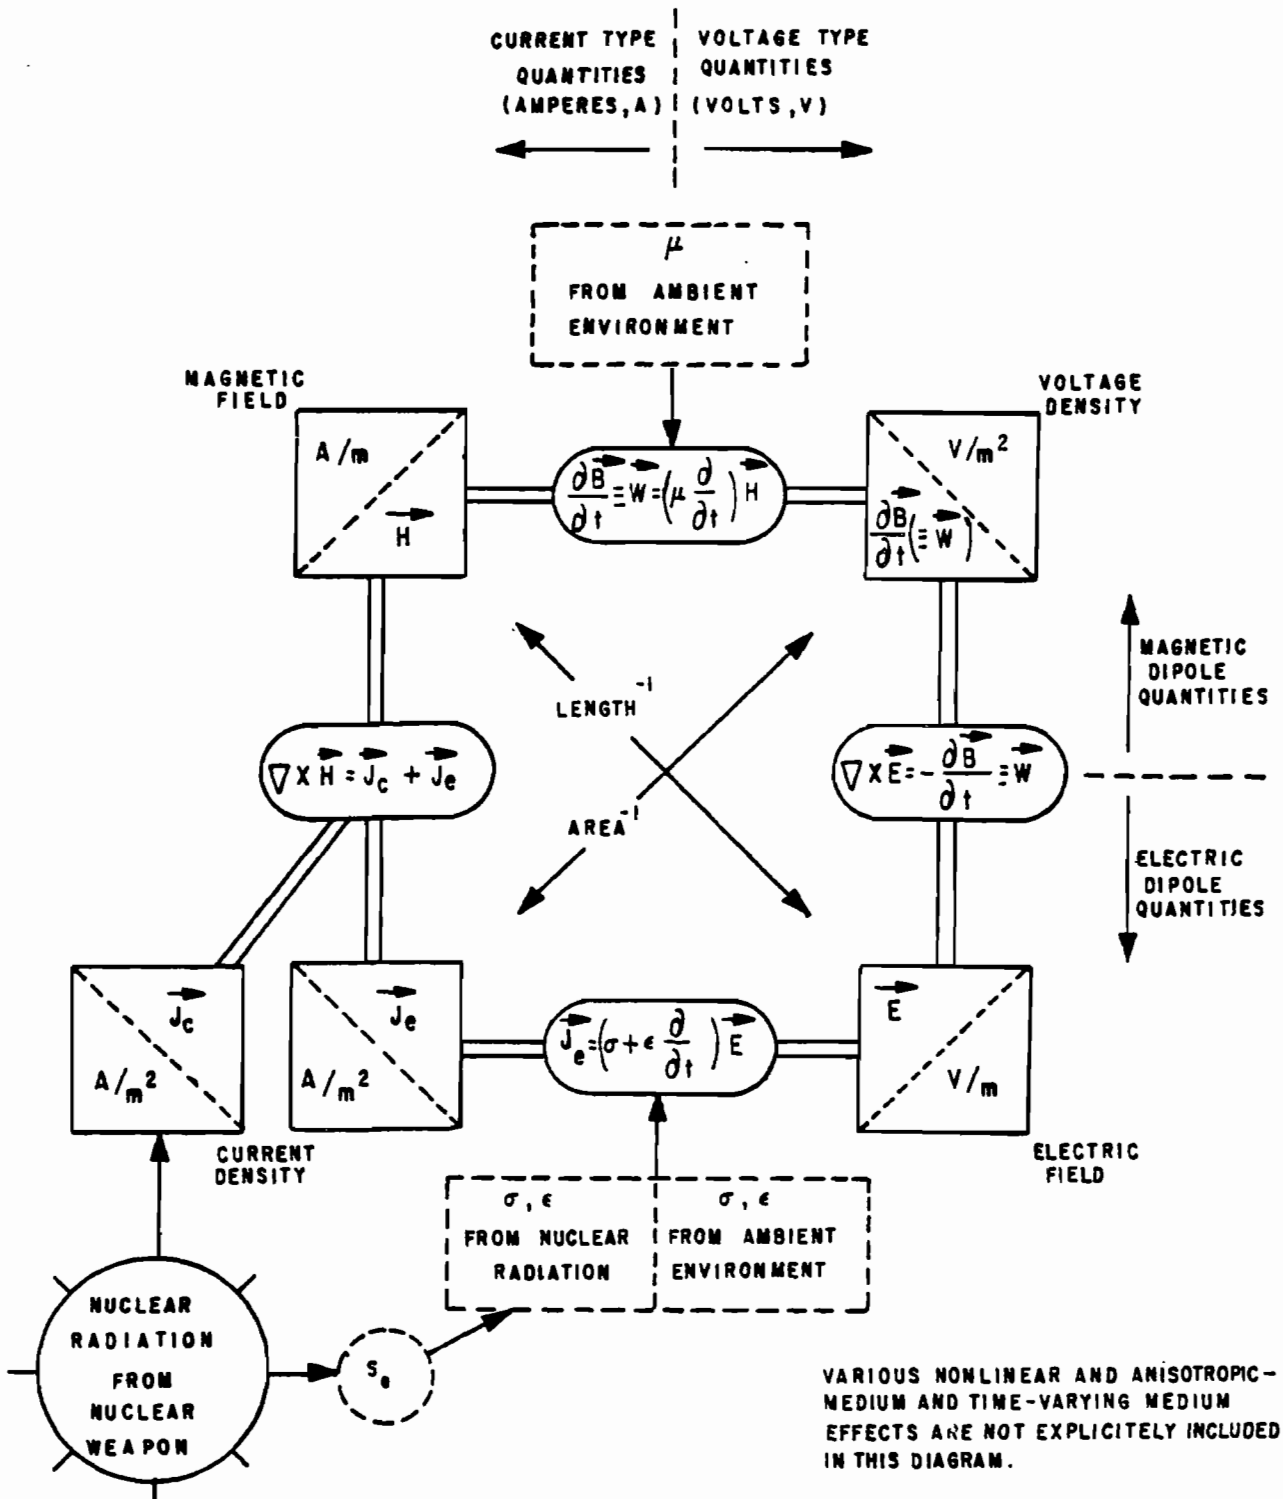 CURRENT TYPE
QUANTITIES
(AMPERES, A)
VOLTAGE TYPE
QUANTITIES
(VOLTS, V)
μ
FROM AMBIENT
ENVIRONMENT
MAGNETIC
FIELD
A/m
H⃗
∂B⃗/∂t ≡ W⃗ = (μ ∂/∂t) H⃗
VOLTAGE
DENSITY
V/m²
∂B⃗/∂t (≡ W⃗)
MAGNETIC
DIPOLE
QUANTITIES
LENGTH⁻¹
∇ X H⃗ = J⃗c + J⃗e
∇ X E⃗ = - ∂B⃗/∂t ≡ W⃗
AREA⁻¹
ELECTRIC
DIPOLE
QUANTITIES
J⃗c
A/m²
J⃗e
A/m²
J⃗e = (σ + ϵ ∂/∂t) E⃗
E⃗
V/m
CURRENT
DENSITY
ELECTRIC
FIELD
σ, ϵ
FROM NUCLEAR
RADIATION
σ, ϵ
FROM AMBIENT
ENVIRONMENT
NUCLEAR
RADIATION
FROM
NUCLEAR
WEAPON
Se
VARIOUS NONLINEAR AND ANISOTROPIC-
MEDIUM AND TIME-VARYING MEDIUM
EFFECTS ARE NOT EXPLICITELY INCLUDED
IN THIS DIAGRAM.